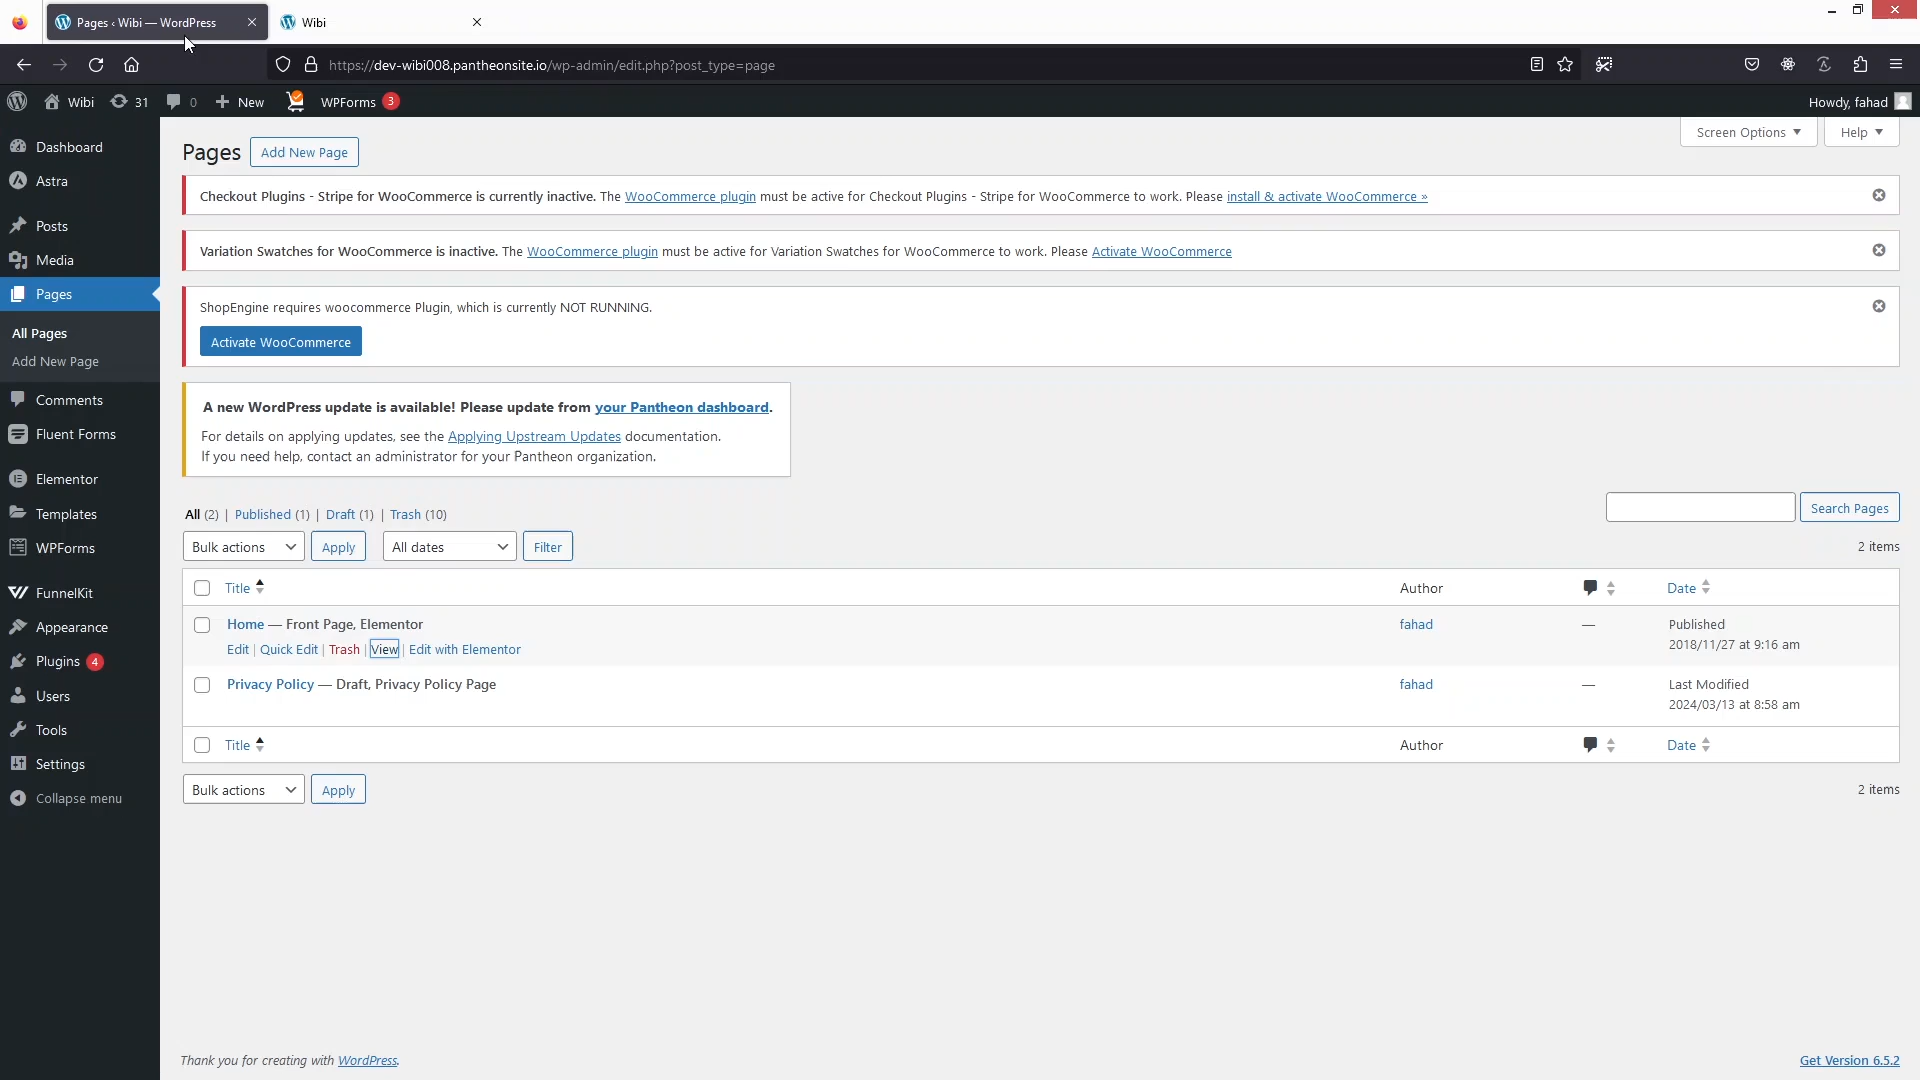 Pages ‹ Wibi — WordPress
Wibi
https://dev-wibi008.pantheonsite.io/wp-admin/edit.php?post_type=page
Wibi
31
0
New
WPForms 3
Howdy, fahad
Dashboard
Astra
Posts
Media
Pages
All Pages
Add New Page
Comments
Fluent Forms
Elementor
Templates
WPForms
FunnelKit
Appearance
Plugins 4
Users
Tools
Settings
Collapse menu
Screen Options
Help
Pages
Add New Page
Checkout Plugins - Stripe for WooCommerce is currently inactive. The WooCommerce plugin must be active for Checkout Plugins - Stripe for WooCommerce to work. Please install & activate WooCommerce »
Variation Swatches for WooCommerce is inactive. The WooCommerce plugin must be active for Variation Swatches for WooCommerce to work. Please Activate WooCommerce
ShopEngine requires woocommerce Plugin, which is currently NOT RUNNING.
Activate WooCommerce
A new WordPress update is available! Please update from your Pantheon dashboard.
For details on applying updates, see the Applying Upstream Updates documentation.
If you need help, contact an administrator for your Pantheon organization.
All (2) | Published (1) | Draft (1) | Trash (10)
Search Pages
Bulk actions
Apply
All dates
Filter
2 items
Title
Author
Date
Home — Front Page, Elementor
fahad
—
Published
2018/11/27 at 9:16 am
Edit | Quick Edit | Trash | View | Edit with Elementor
Privacy Policy — Draft, Privacy Policy Page
fahad
—
Last Modified
2024/03/13 at 8:58 am
Title
Author
Date
Bulk actions
Apply
2 items
Thank you for creating with WordPress.
Get Version 6.5.2